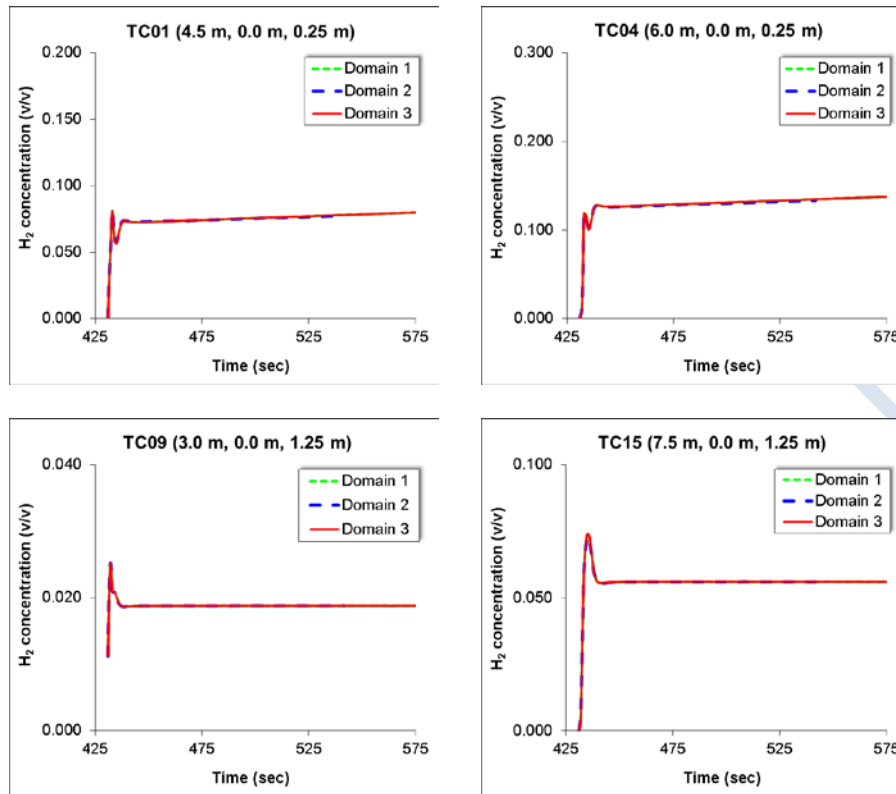 TC01 (4.5 m, 0.0 m, 0.25 m)
H2 concentration (v/v)
0.200
0.150
0.100
0.050
0.000
Domain 1
Domain 2
Domain 3
425
475
525
575
Time (sec)
TC04 (6.0 m, 0.0 m, 0.25 m)
H2 concentration (v/v)
0.300
0.200
0.100
0.000
Domain 1
Domain 2
Domain 3
425
475
525
575
Time (sec)
TC09 (3.0 m, 0.0 m, 1.25 m)
H2 concentration (v/v)
0.040
0.020
0.000
Domain 1
Domain 2
Domain 3
425
475
525
575
Time (sec)
TC15 (7.5 m, 0.0 m, 1.25 m)
H2 concentration (v/v)
0.100
0.050
0.000
Domain 1
Domain 2
Domain 3
425
475
525
575
Time (sec)